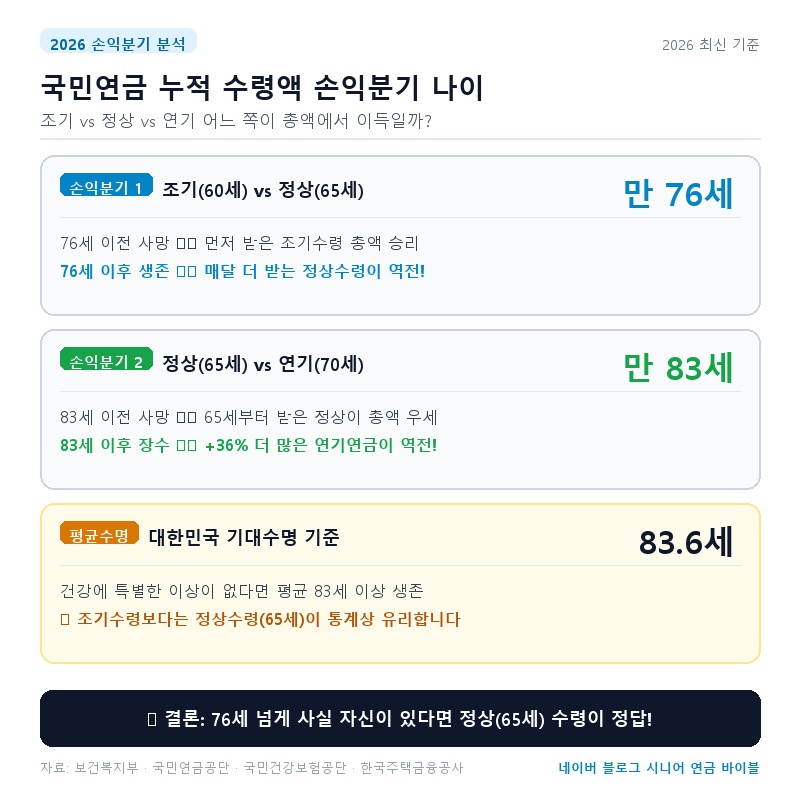 2026 손익분기 분석
2026 최신 기준
국민연금 누적 수령액 손익분기 나이
조기 vs 정상 vs 연기 어느 쪽이 총액에서 이득일까?
손익분기 1 조기(60세) vs 정상(65세) 만 76세
76세 이전 사망 □□ 먼저 받은 조기수령 총액 승리
76세 이후 생존 □□ 매달 더 받는 정상수령이 역전!
손익분기 2 정상(65세) vs 연기(70세) 만 83세
83세 이전 사망 □□ 65세부터 받은 정상이 총액 우세
83세 이후 장수 □□ +36% 더 많은 연기연금이 역전!
평균수명 대한민국 기대수명 기준 83.6세
건강에 특별한 이상이 없다면 평균 83세 이상 생존
□ 조기수령보다는 정상수령(65세)이 통계상 유리합니다
□ 결론: 76세 넘게 사실 자신이 있다면 정상(65세) 수령이 정답!
자료: 보건복지부 · 국민연금공단 · 국민건강보험공단 · 한국주택금융공사
네이버 블로그 시니어 연금 바이블